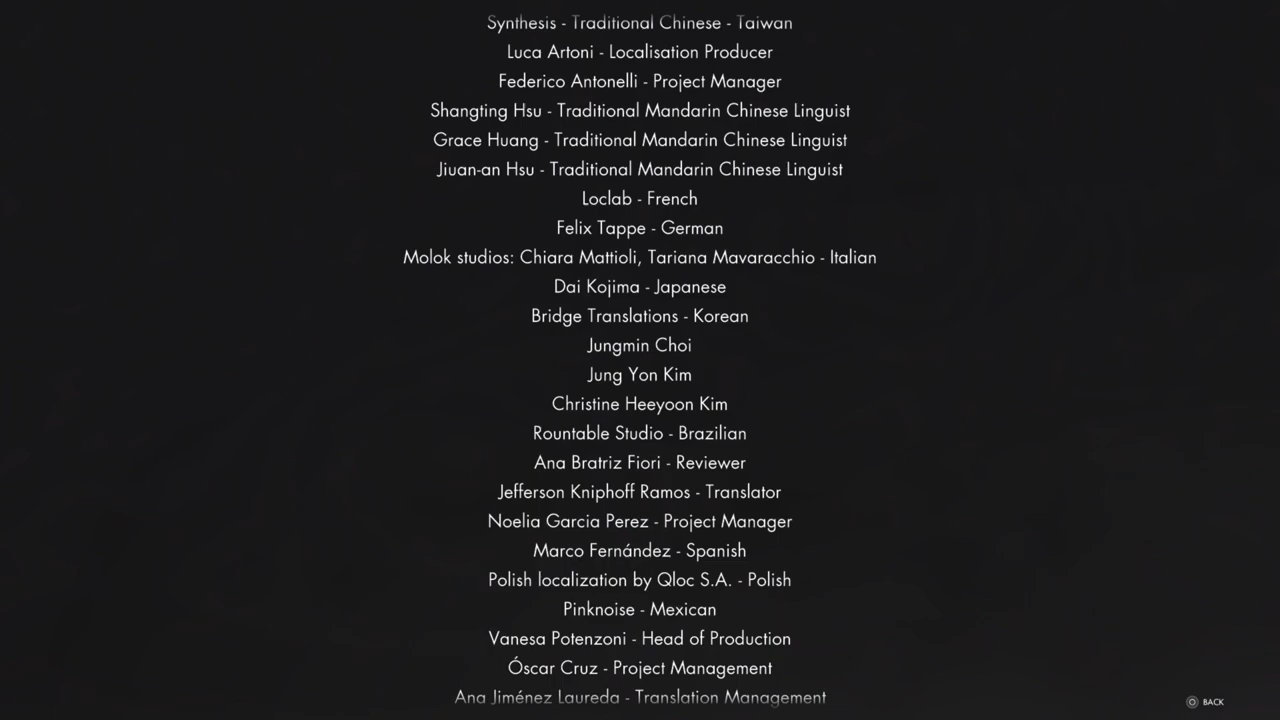 Synthesis - Traditional Chinese - Taiwan
Luca Artoni - Localisation Producer
Federico Antonelli - Project Manager
Shangting Hsu - Traditional Mandarin Chinese Linguist
Grace Huang - Traditional Mandarin Chinese Linguist
Jiuan-an Hsu - Traditional Mandarin Chinese Linguist
Loclab - French
Felix Tappe - German
Molok studios: Chiara Mattioli, Tariana Mavaracchio - Italian
Dai Kojima - Japanese
Bridge Translations - Korean
Jungmin Choi
Jung Yon Kim
Christine Heeyoon Kim
Rountable Studio - Brazilian
Ana Bratriz Fiori - Reviewer
Jefferson Kniphoff Ramos - Translator
Noelia Garcia Perez - Project Manager
Marco Fernández - Spanish
Polish localization by Qloc S.A. - Polish
Pinknoise - Mexican
Vanesa Potenzoni - Head of Production
Óscar Cruz - Project Management
Ana Jiménez Laureda - Translation Management
BACK